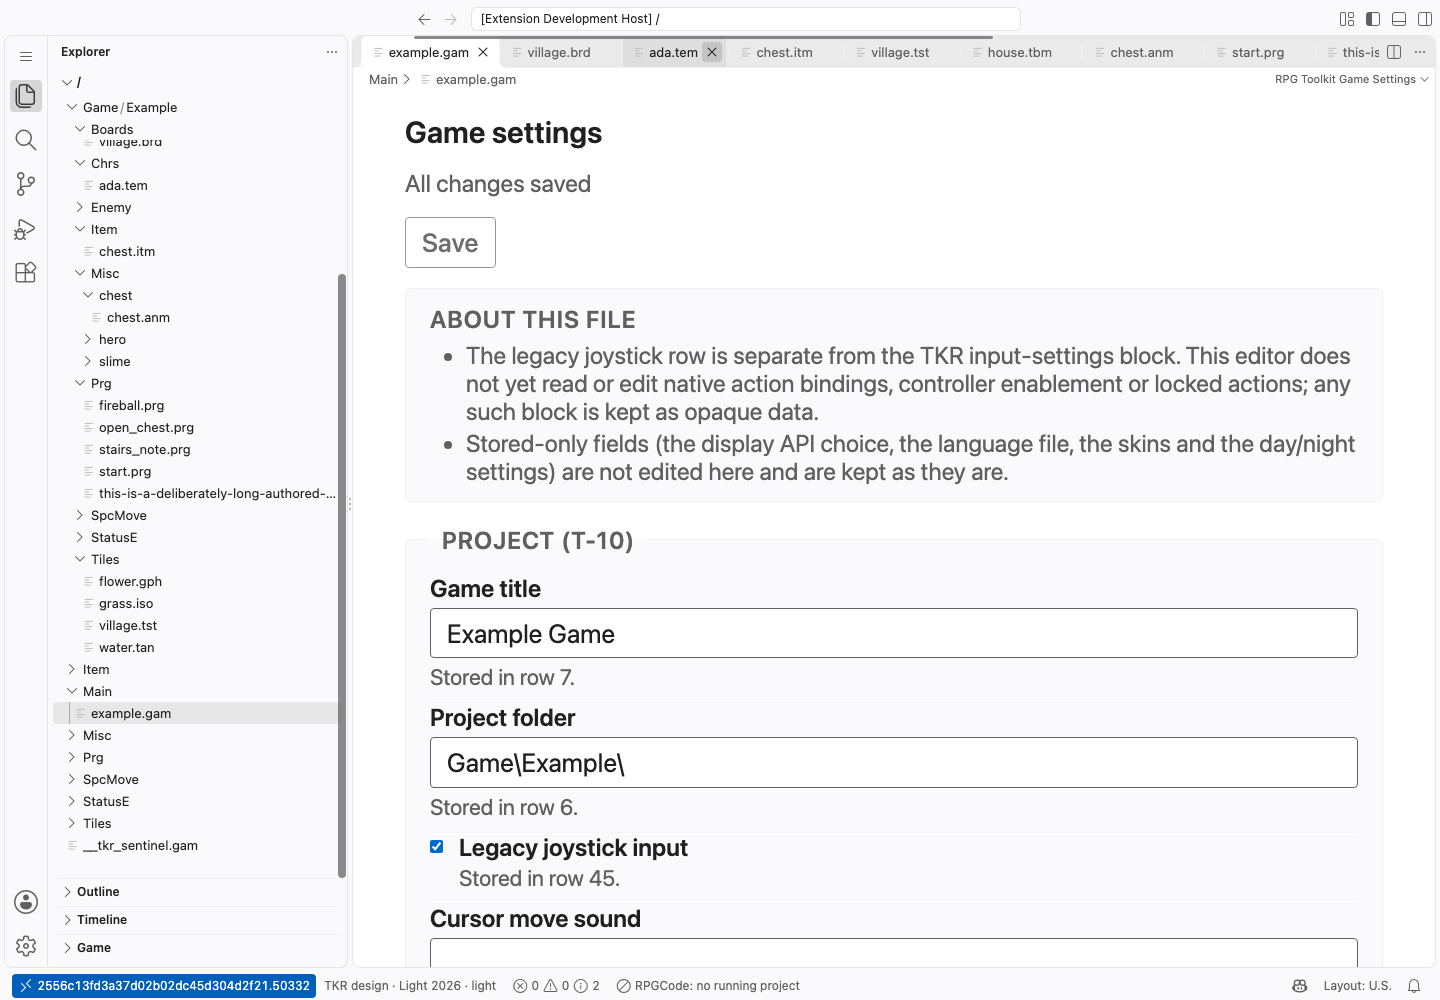 [Extension Development Host] /
Explorer
example.gam
village.brd
ada.tem
chest.itm
village.tst
house.tbm
chest.anm
start.prg
this-is
Main
example.gam
RPG Toolkit Game Settings
/
Game/Example
Boards
village.brd
Chrs
ada.tem
Enemy
Item
chest.itm
Misc
chest
chest.anm
hero
slime
Prg
fireball.prg
open_chest.prg
stairs_note.prg
start.prg
this-is-a-deliberately-long-authored-...
SpcMove
StatusE
Tiles
flower.gph
grass.iso
village.tst
water.tan
Item
Main
example.gam
Misc
Prg
SpcMove
StatusE
Tiles
__tkr_sentinel.gam
Outline
Timeline
Game
Game settings
All changes saved
Save
ABOUT THIS FILE
The legacy joystick row is separate from the TKR input-settings block. This editor does
not yet read or edit native action bindings, controller enablement or locked actions; any
such block is kept as opaque data.
Stored-only fields (the display API choice, the language file, the skins and the day/night
settings) are not edited here and are kept as they are.
PROJECT (T-10)
Game title
Example Game
Stored in row 7.
Project folder
Game\Example\
Stored in row 6.
Legacy joystick input
Stored in row 45.
Cursor move sound
2556c13fd3a37d02b02dc45d304d2f21.50332
TKR design · Light 2026 · light
0
0
2
RPGCode: no running project
Layout: U.S.